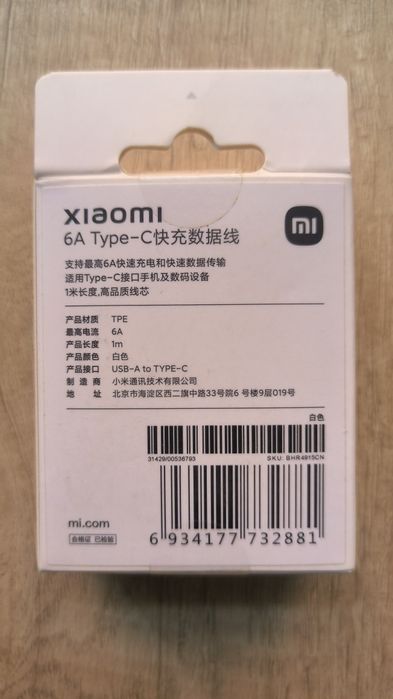 xiaomi
mi
6A Type-C快充数据线
支持最高6A快速充电和快速数据传输
适用Type-C接口手机及数码设备
1米长度,高品质线芯
产品材质 TPE
最高电流 6A
产品长度 1m
产品颜色 白色
产品接口 USB-A to TYPE-C
制造商 小米通讯技术有限公司
地址 北京市海淀区西二旗中路33号院6 号楼9层019号
白色
31429/00536793 SKU: BHR4915CN
mi.com
合格证 已检验
6 934177 732881